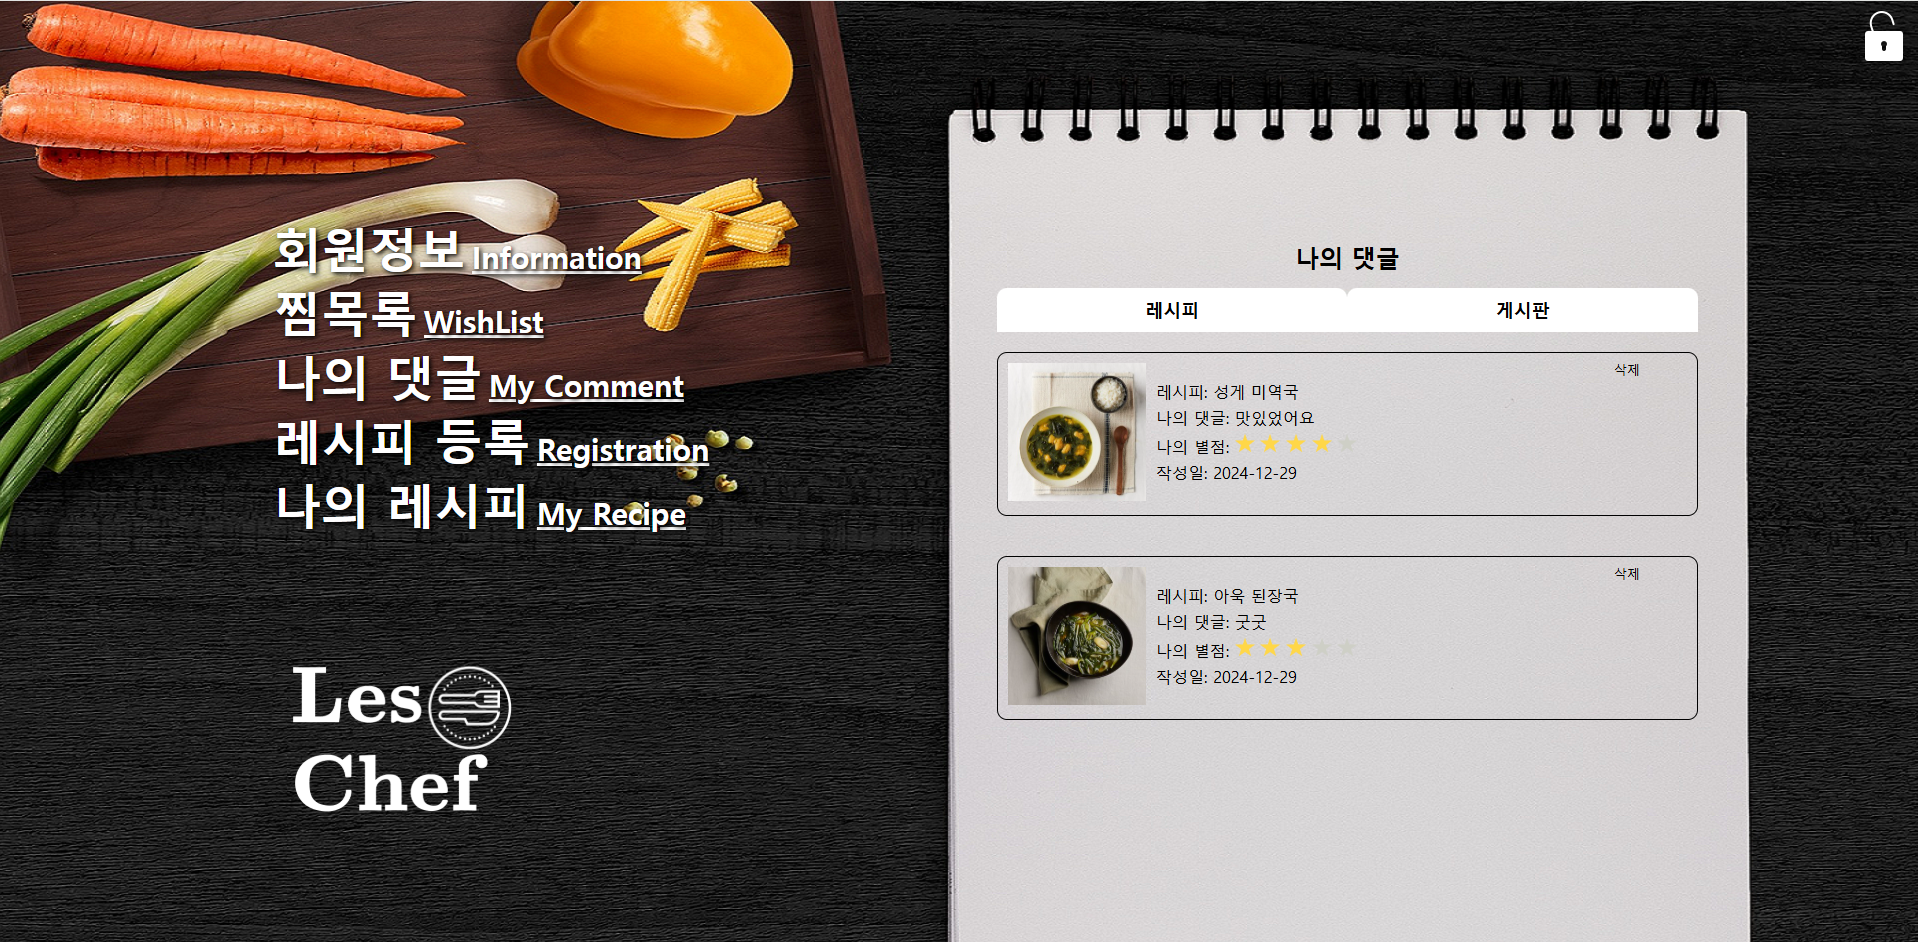 회원정보 Information
찜목록 WishList
나의 댓글 My Comment
레시피 등록 Registration
나의 레시피 My Recipe
Les
Chef
나의 댓글
레시피 게시판
삭제
레시피: 성게 미역국
나의 댓글: 맛있었어요
나의 별점: ★★★★★
작성일: 2024-12-29
삭제
레시피: 아욱 된장국
나의 댓글: 굿굿
나의 별점: ★★★★★
작성일: 2024-12-29